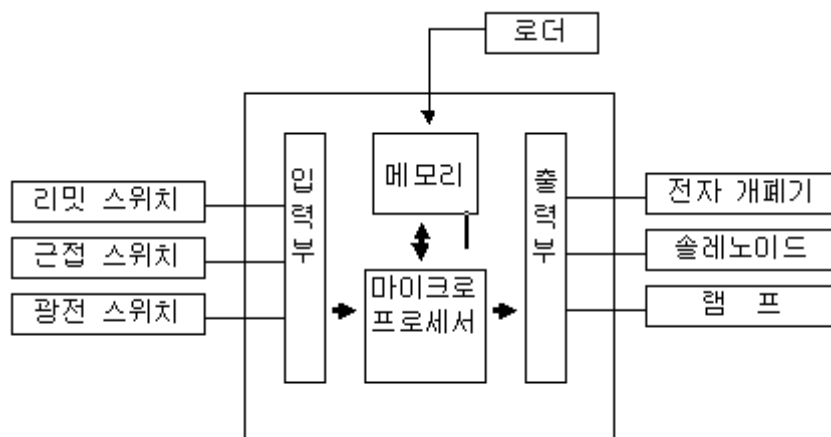 로더
입
력
부
메모리
출
력
부
리밋 스위치
근접 스위치
광전 스위치
마이크로
프로세서
전자 개폐기
솔레노이드
램 프